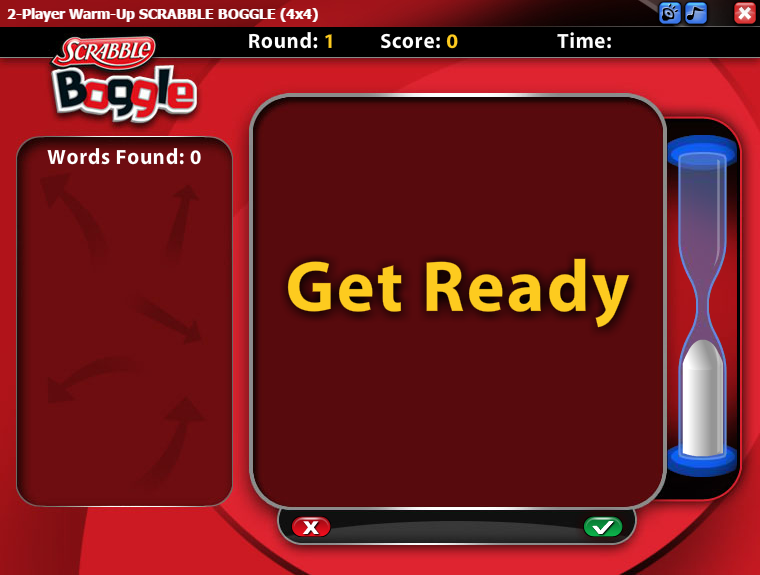 2-Player Warm-Up SCRABBLE BOGGLE (4x4)
Round: 1 Score: 0 Time:
SCRABBLE
Boggle
Words Found: 0
Get Ready